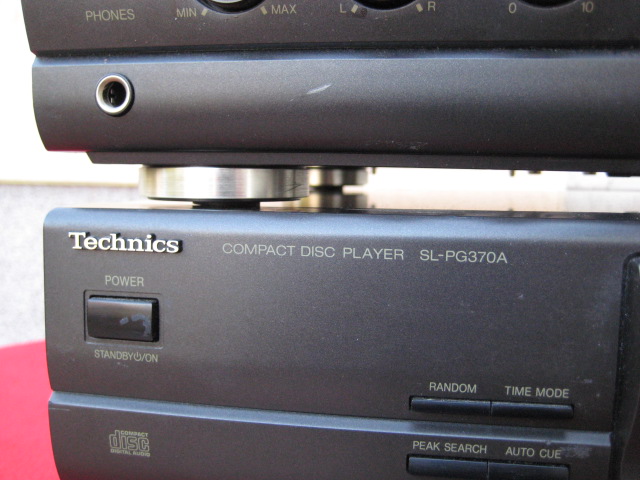 PHONES MIN MAX L R 0 10
Technics COMPACT DISC PLAYER SL-PG370A
POWER
STANDBY⏻/ON
RANDOM TIME MODE
COMPACT
disc
DIGITAL AUDIO
PEAK SEARCH AUTO CUE